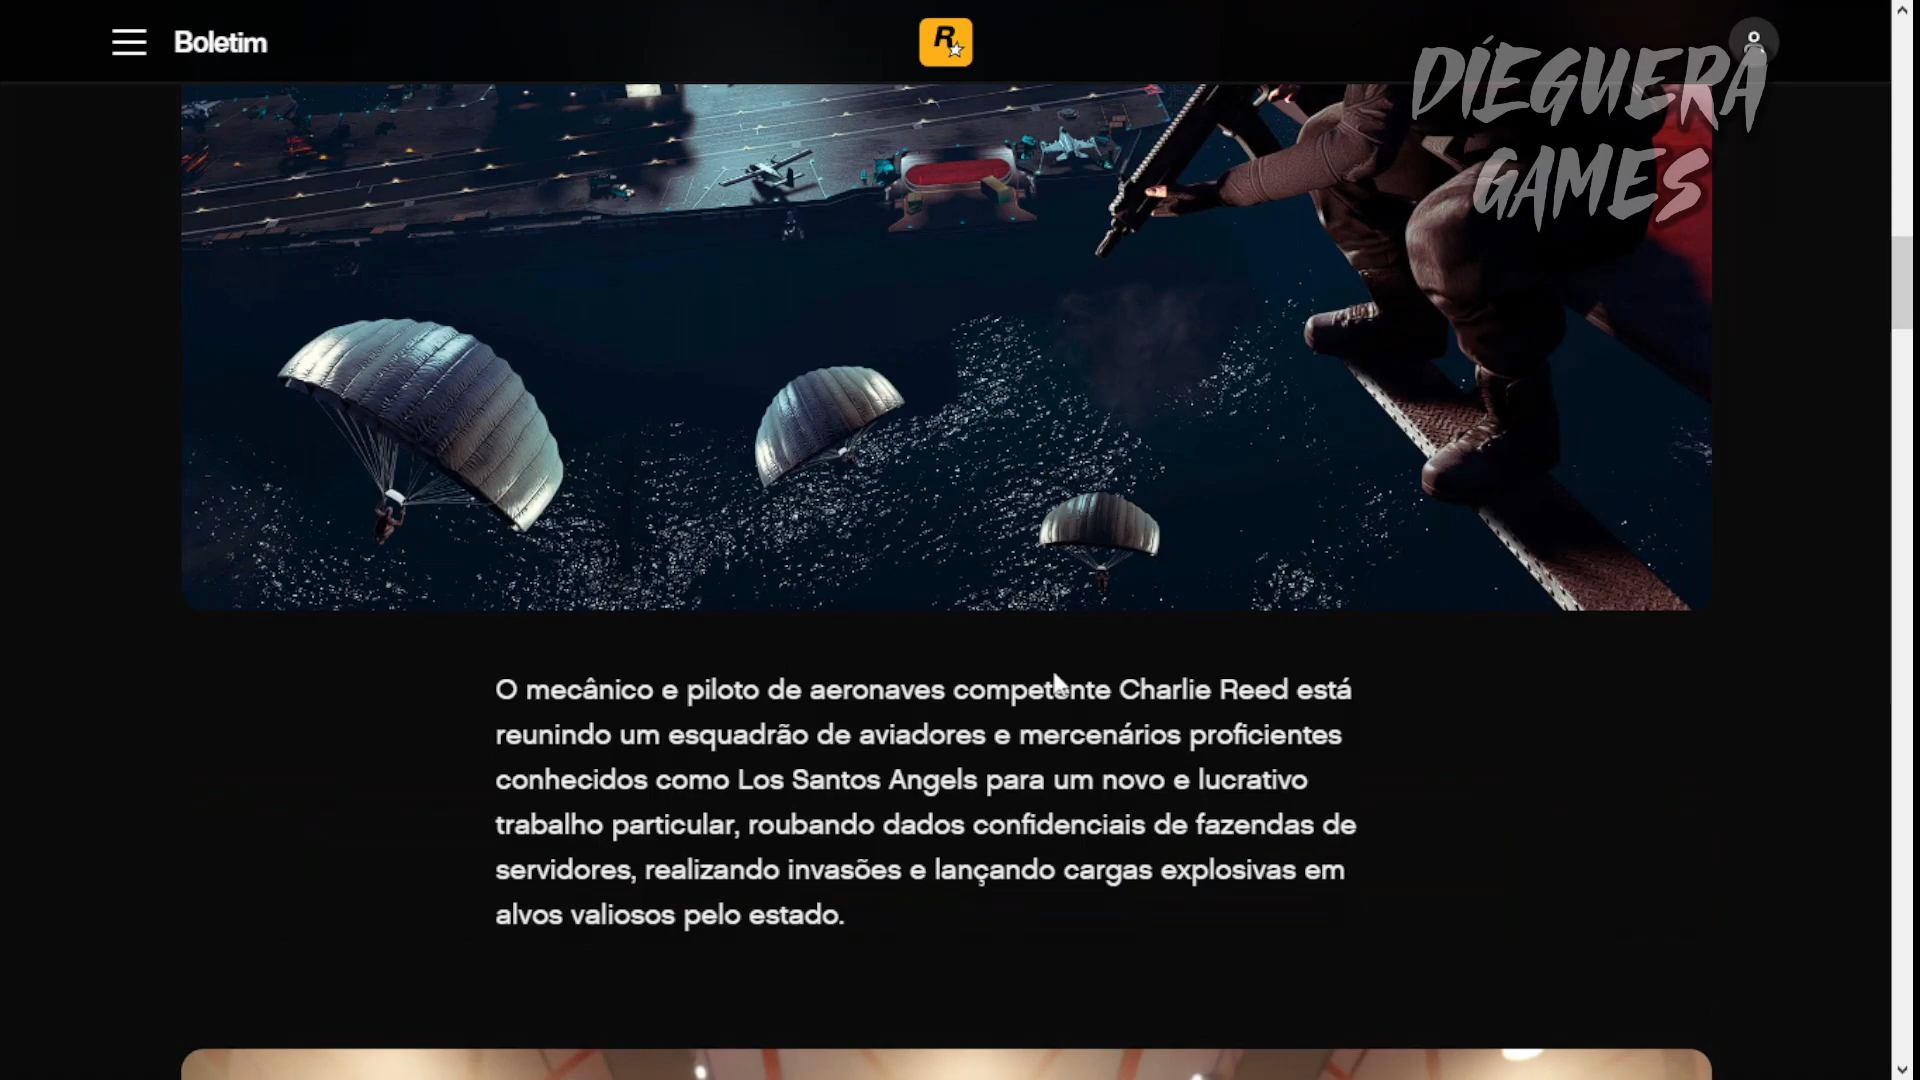 Boletim
R
DÍEGUERA
GAMES
O mecânico e piloto de aeronaves competente Charlie Reed está
reunindo um esquadrão de aviadores e mercenários proficientes
conhecidos como Los Santos Angels para um novo e lucrativo
trabalho particular, roubando dados confidenciais de fazendas de
servidores, realizando invasões e lançando cargas explosivas em
alvos valiosos pelo estado.